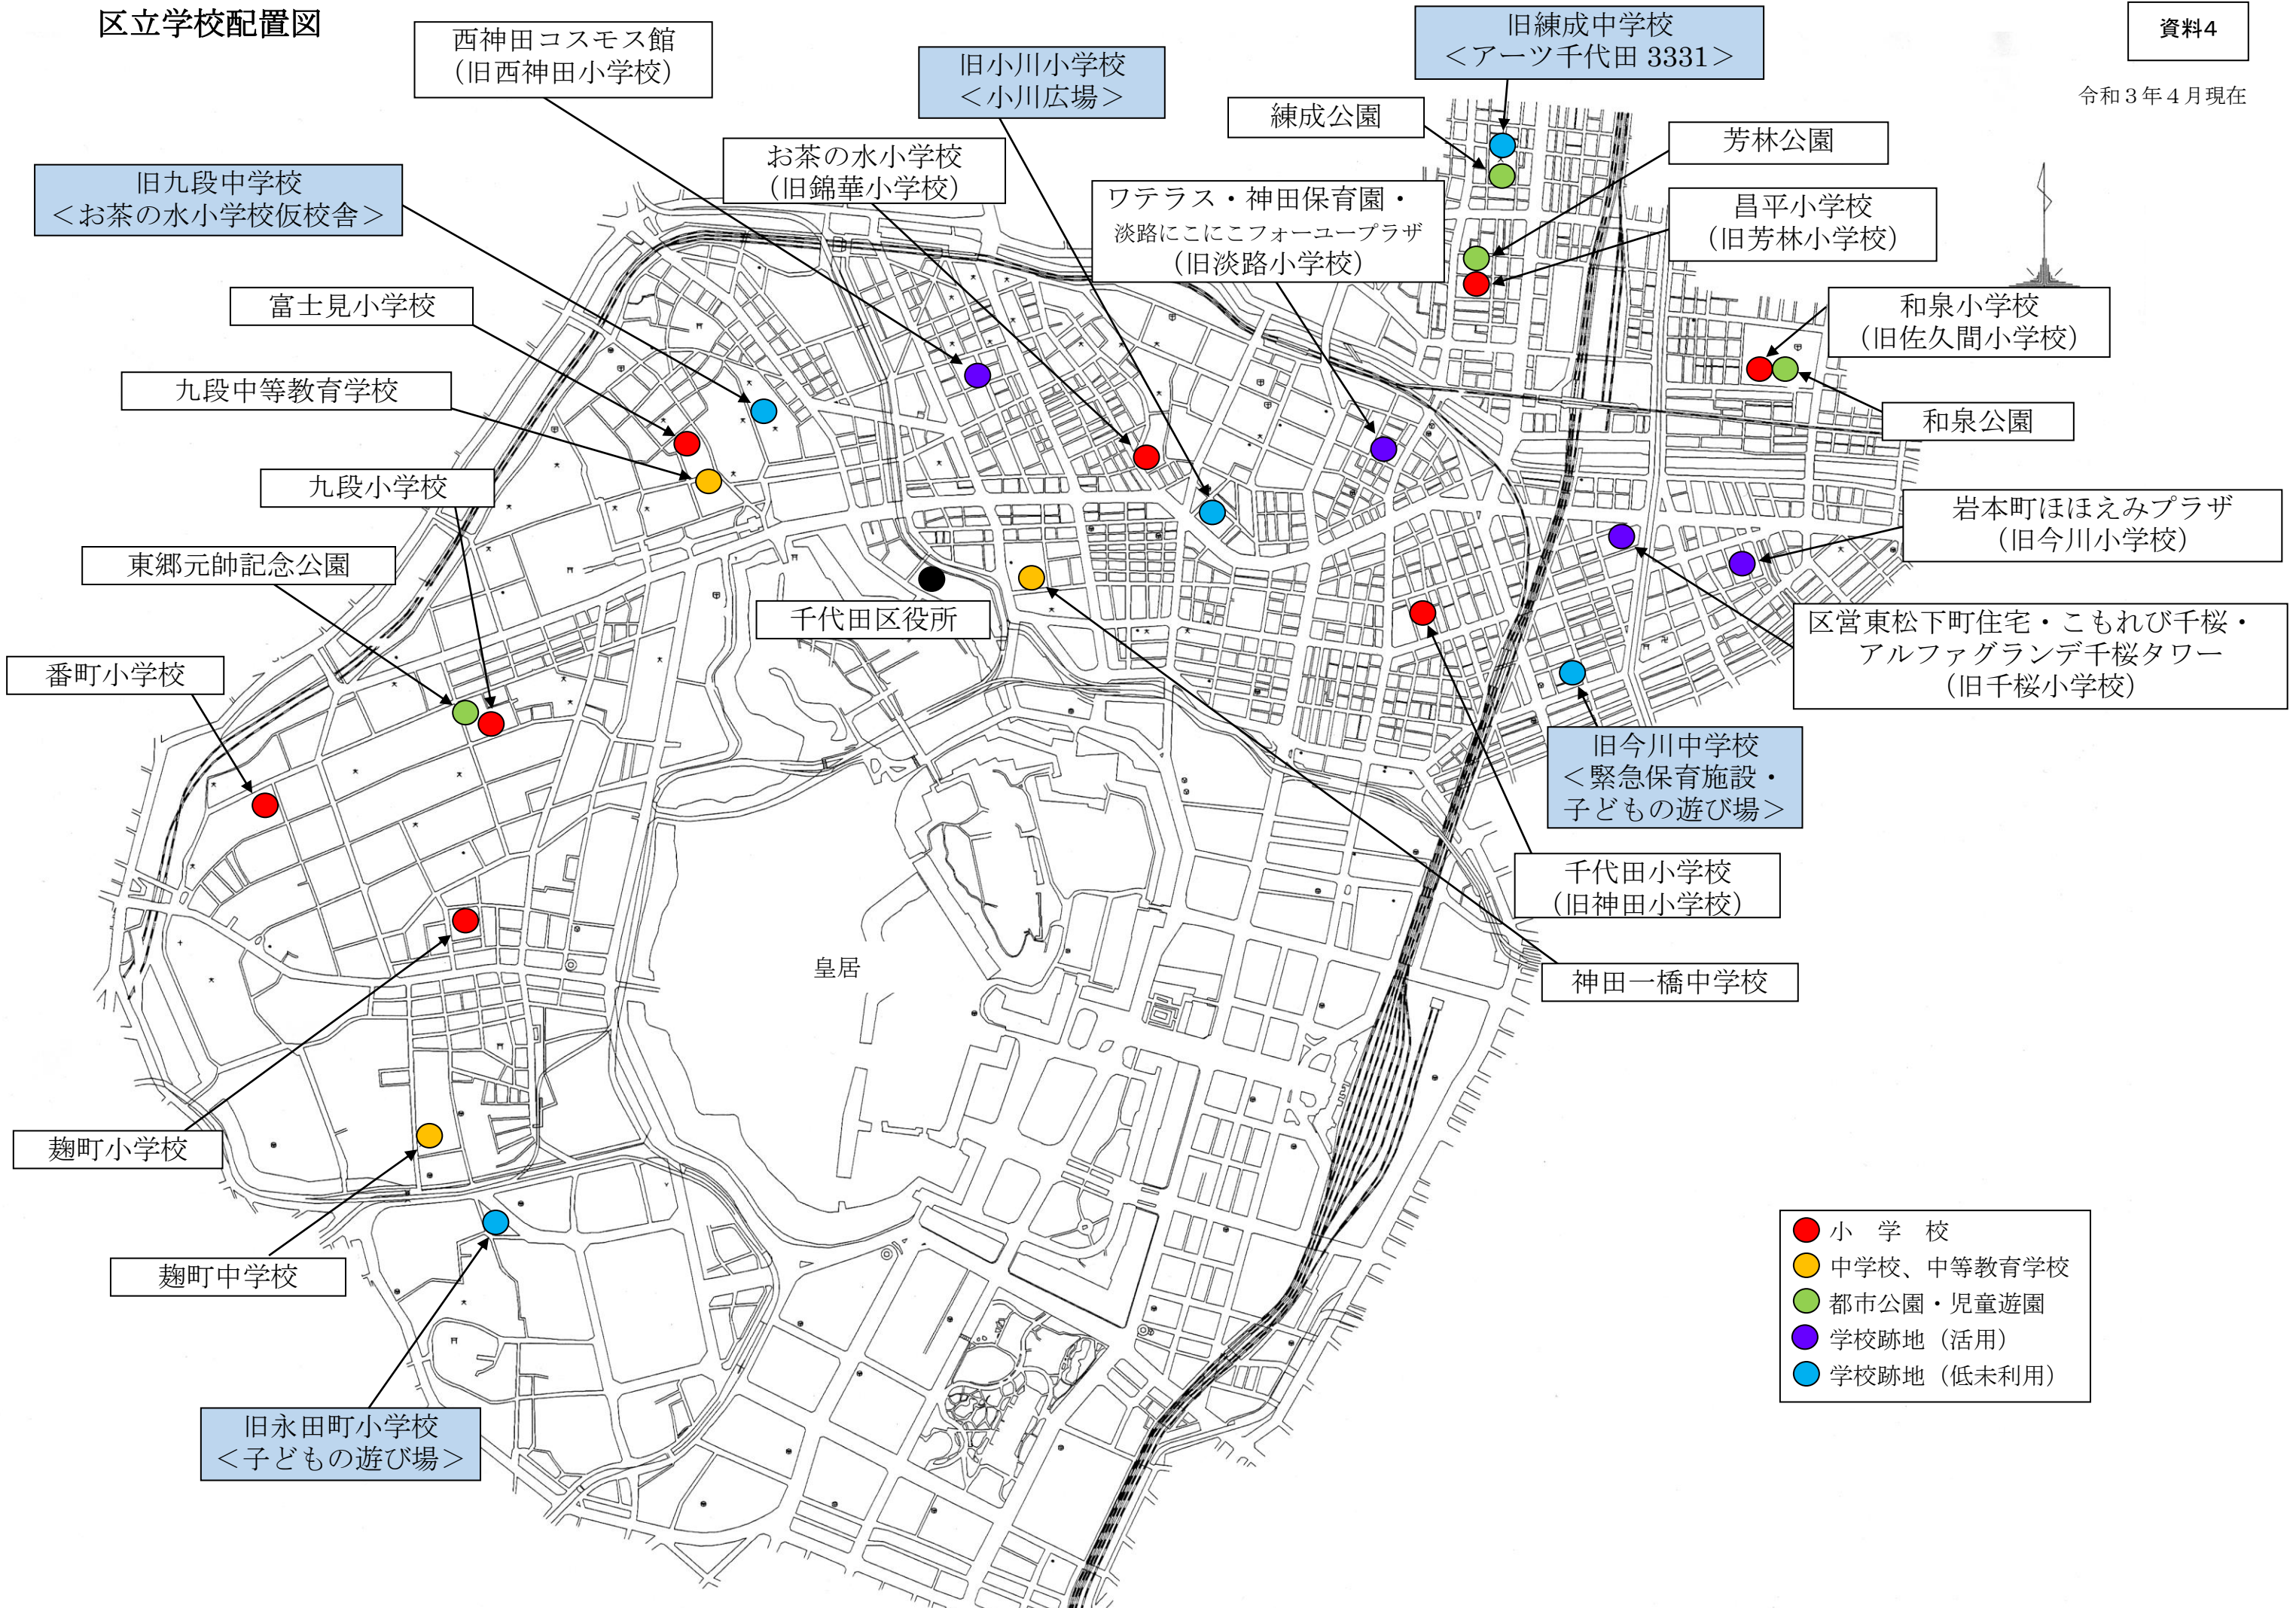 区立学校配置図
資料4
令和３年４月現在
西神田コスモス館
（旧西神田小学校）
旧小川小学校
＜小川広場＞
旧練成中学校
＜アーツ千代田 3331＞
練成公園
芳林公園
お茶の水小学校
（旧錦華小学校）
旧九段中学校
＜お茶の水小学校仮校舎＞
ワテラス・神田保育園・
淡路にこにこフォーユープラザ
（旧淡路小学校）
昌平小学校
（旧芳林小学校）
富士見小学校
和泉小学校
（旧佐久間小学校）
九段中等教育学校
和泉公園
九段小学校
岩本町ほほえみプラザ
（旧今川小学校）
東郷元帥記念公園
千代田区役所
区営東松下町住宅・こもれび千桜・
アルファグランデ千桜タワー
（旧千桜小学校）
番町小学校
旧今川中学校
＜緊急保育施設・
子どもの遊び場＞
千代田小学校
（旧神田小学校）
皇居
神田一橋中学校
麹町小学校
麹町中学校
旧永田町小学校
＜子どもの遊び場＞
小　学　校
中学校、中等教育学校
都市公園・児童遊園
学校跡地（活用）
学校跡地（低未利用）